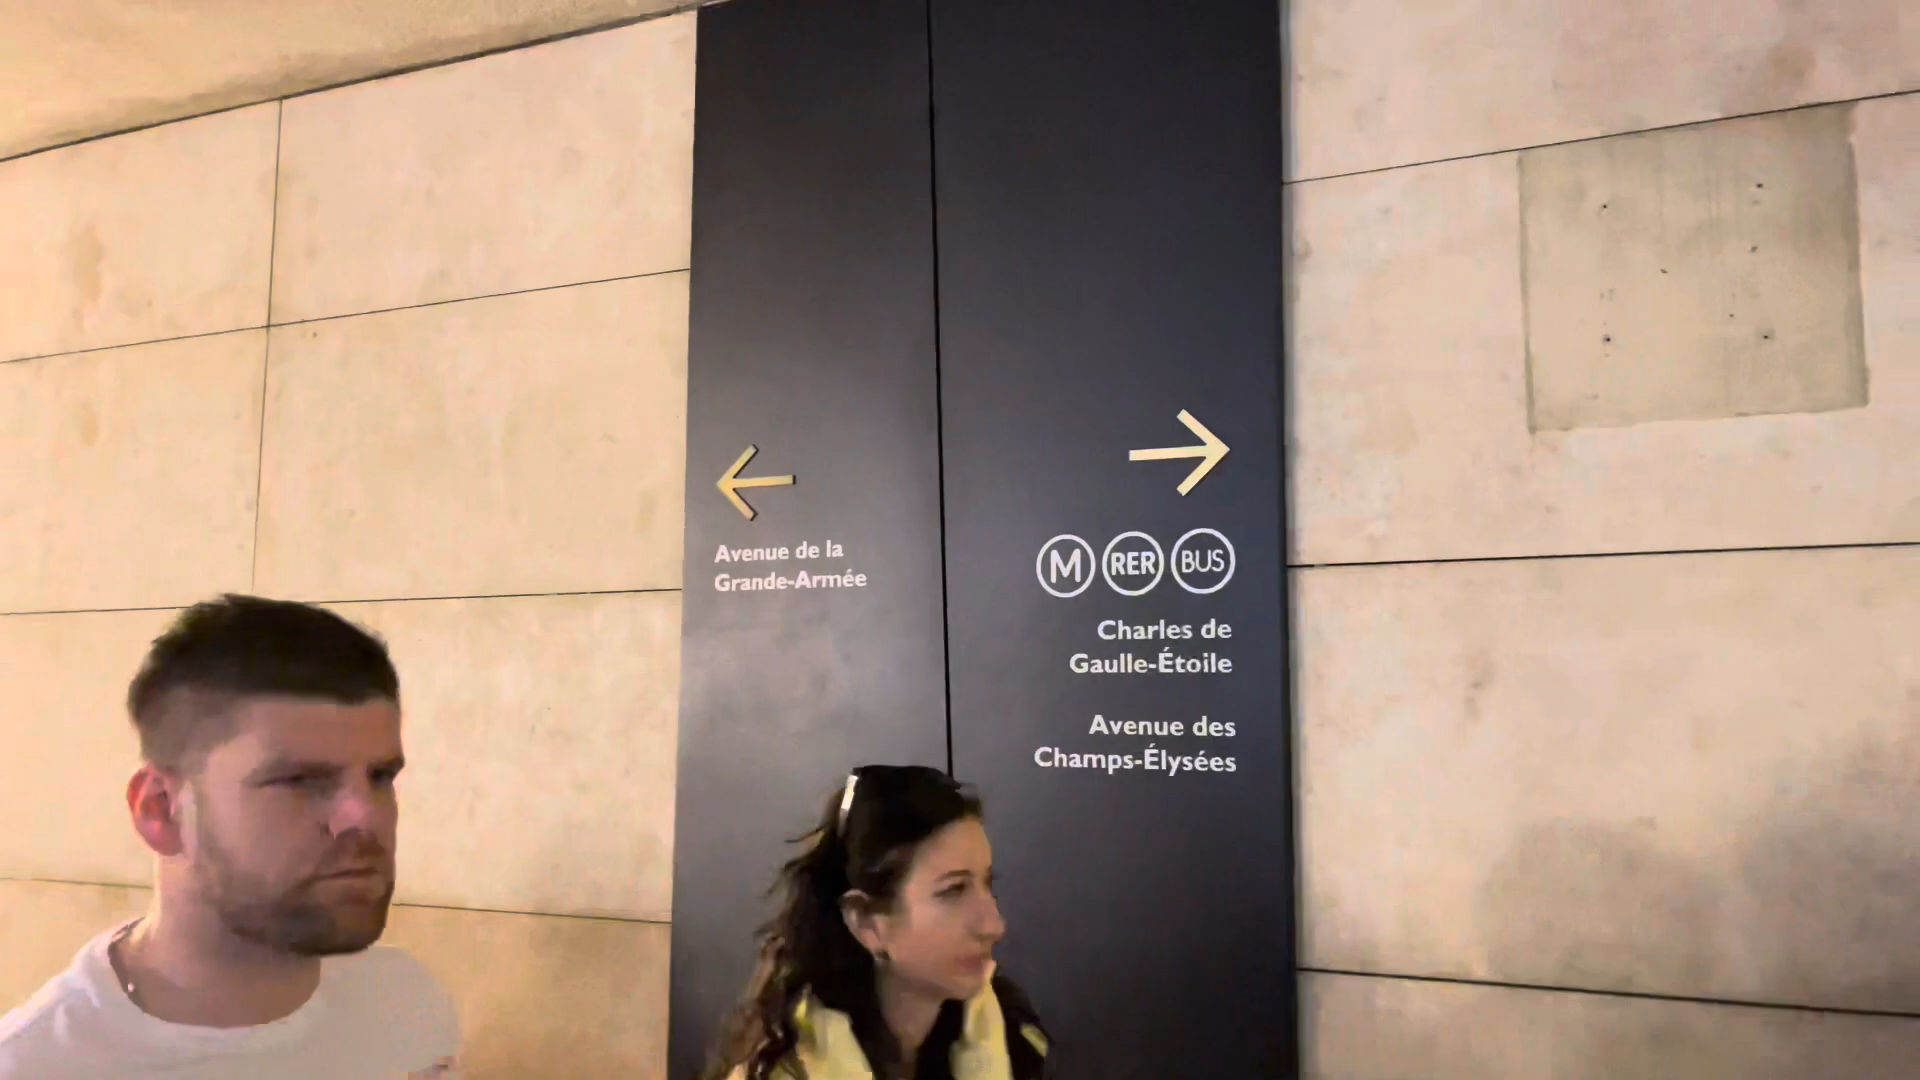 Avenue de la
Grande-Armée
M RER BUS
Charles de
Gaulle-Étoile
Avenue des
Champs-Élysées